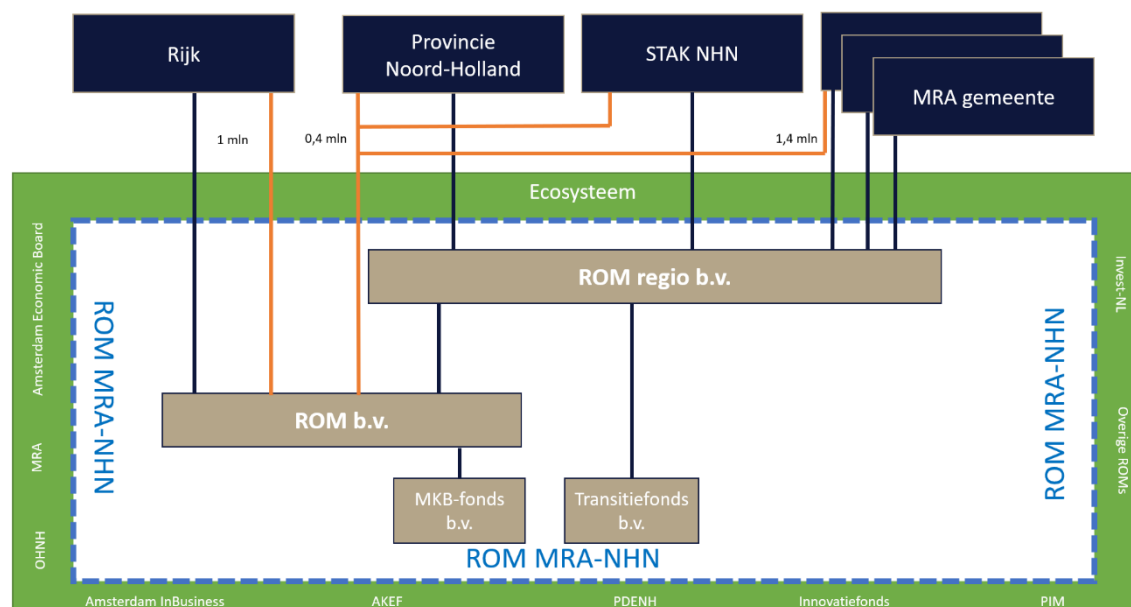 Rijk
Provincie
Noord-Holland
STAK NHN
MRA gemeente
1 mln
0,4 mln
1,4 mln
Ecosysteem
Amsterdam Economic Board
MRA
OHNH
ROM MRA-NHN
ROM regio b.v.
ROM b.v.
MKB-fonds
b.v.
Transitiefonds
b.v.
ROM MRA-NHN
ROM MRA-NHN
Invest-NL
Overige ROMs
Amsterdam InBusiness
AKEF
PDENH
Innovatiefonds
PIM